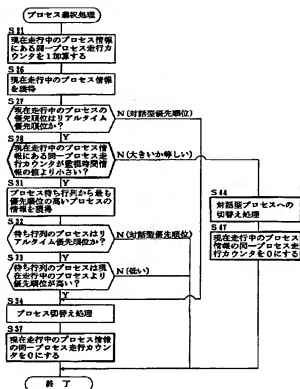 プロセス選択処理
S21
現在走行中のプロセス情報
にある同一プロセス走行
カウンタを1加算する
S26
現在走行中のプロセス情報
を獲得
S27
現在走行中のプロセスの
優先順位はリアルタイム
優先順位か?
N(対話型優先順位)
Y
S28
現在走行中のプロセス情
報にある同一プロセス走行
カウンタが監視時間情
報の値より小さい?
N(大きいか等しい)
Y
S31
プロセス待ち行列から最も
優先順位の高いプロセスの
情報を獲得
S32
待ち行列のプロセスはリ
アルタイム優先順位か?
N(対話型優先順位)
Y
S33
待ち行列のプロセスは現
在走行中のプロセスより
優先順位が高い?
N(低い)
Y
S34
プロセス切替え処理
S37
現在走行中のプロセス情報
の同一プロセス走行カウン
タを0にする
S44
対話型プロセスへの
切替え処理
S47
現在走行中のプロセス
情報の同一プロセス走行
カウンタを0にする
終了